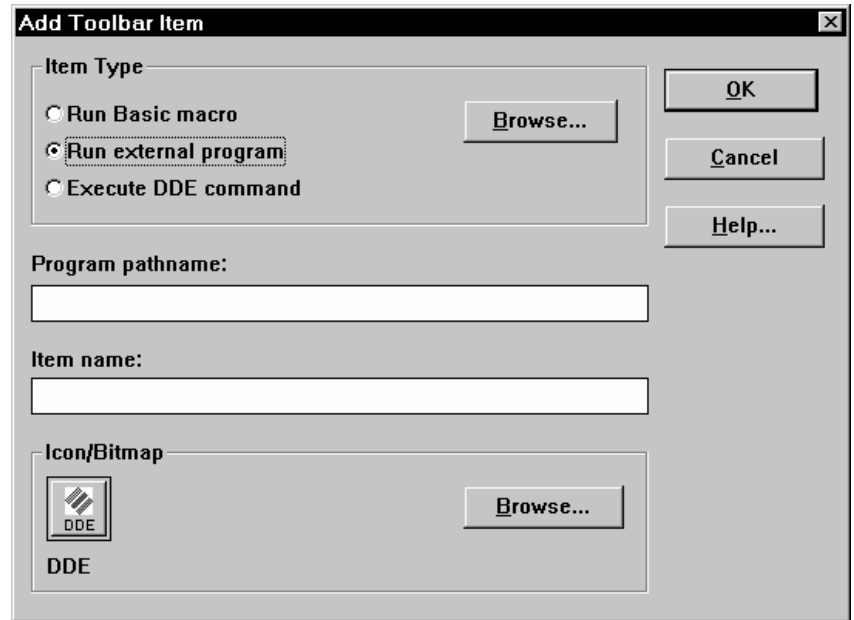 Add Toolbar Item
Item Type
Run Basic macro
Run external program
Execute DDE command
Browse...
OK
Cancel
Help...
Program pathname:
Item name:
Icon/Bitmap
DDE
DDE
Browse...